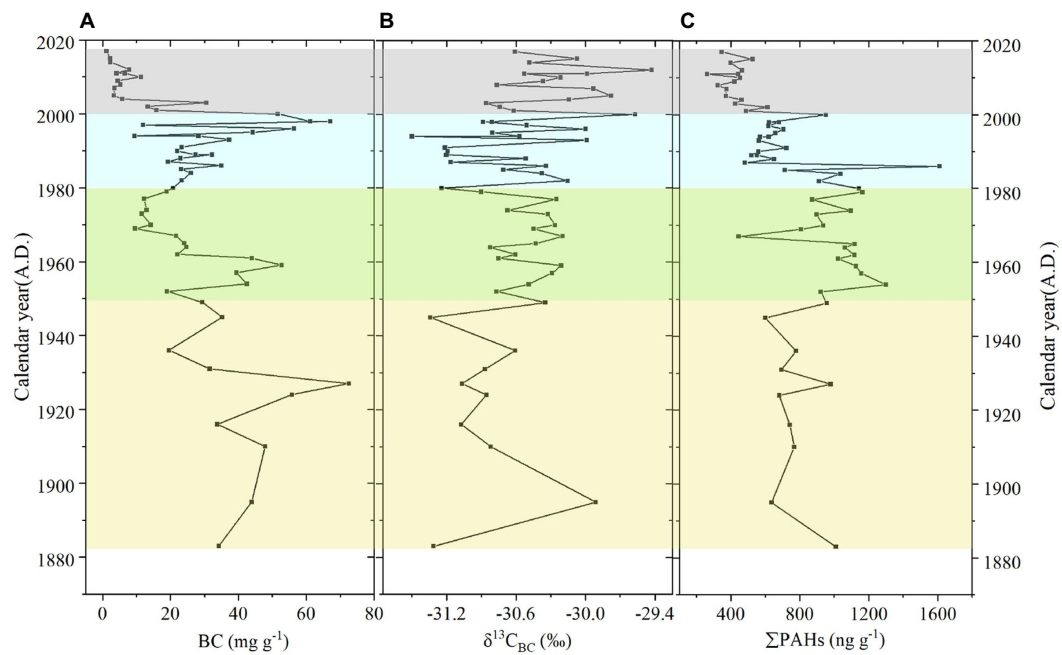 A
B
C
2020
2000
1980
1960
1940
1920
1900
1880
Calendar year(A.D.)
2020
2000
1980
1960
1940
1920
1900
1880
Calendar year(A.D.)
0 20 40 60 80
-31.2 -30.6 -30.0 -29.4
400 800 1200 1600
BC (mg g⁻¹)
δ¹³C_BC (‰)
∑PAHs (ng g⁻¹)